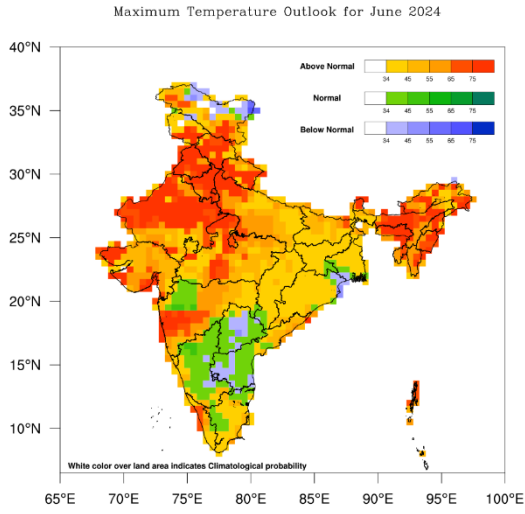 Maximum Temperature Outlook for June 2024
40°N
35°N
30°N
25°N
20°N
15°N
10°N
Above Normal
34 45 55 65 75
Normal
34 45 55 65 75
Below Normal
34 45 55 65 75
White color over land area indicates Climatological probability
65°E 70°E 75°E 80°E 85°E 90°E 95°E 100°E